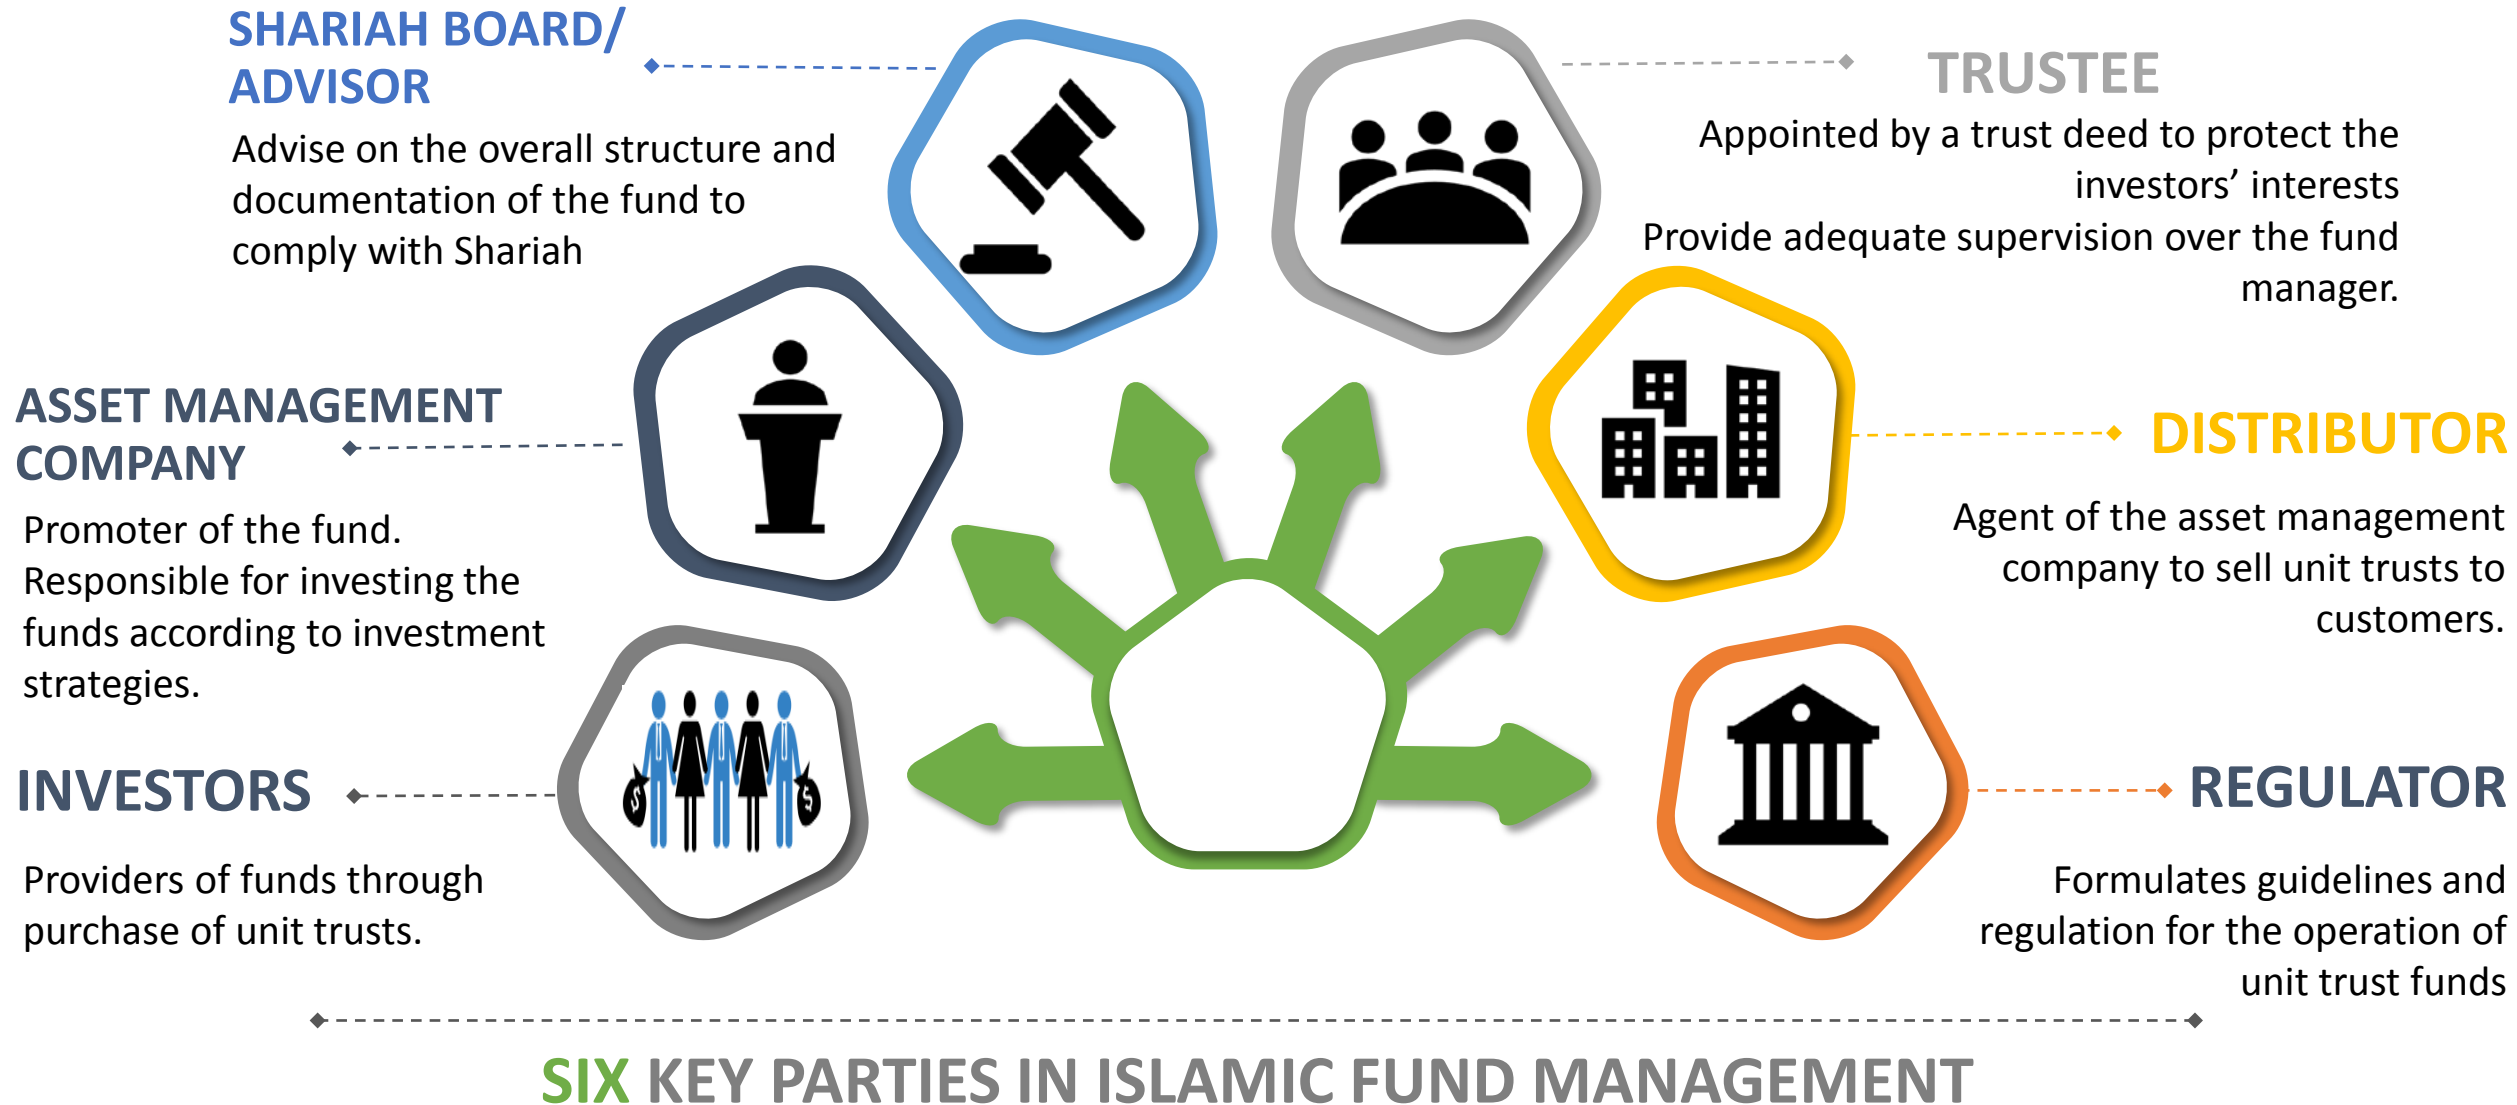 SHARIAH BOARD/
ADVISOR
Advise on the overall structure and
documentation of the fund to
comply with Shariah
TRUSTEE
Appointed by a trust deed to protect the
investors’ interests
Provide adequate supervision over the fund
manager.
ASSET MANAGEMENT
COMPANY
Promoter of the fund.
Responsible for investing the
funds according to investment
strategies.
DISTRIBUTOR
Agent of the asset management
company to sell unit trusts to
customers.
INVESTORS
Providers of funds through
purchase of unit trusts.
$
$
REGULATOR
Formulates guidelines and
regulation for the operation of
unit trust funds
SIX KEY PARTIES IN ISLAMIC FUND MANAGEMENT